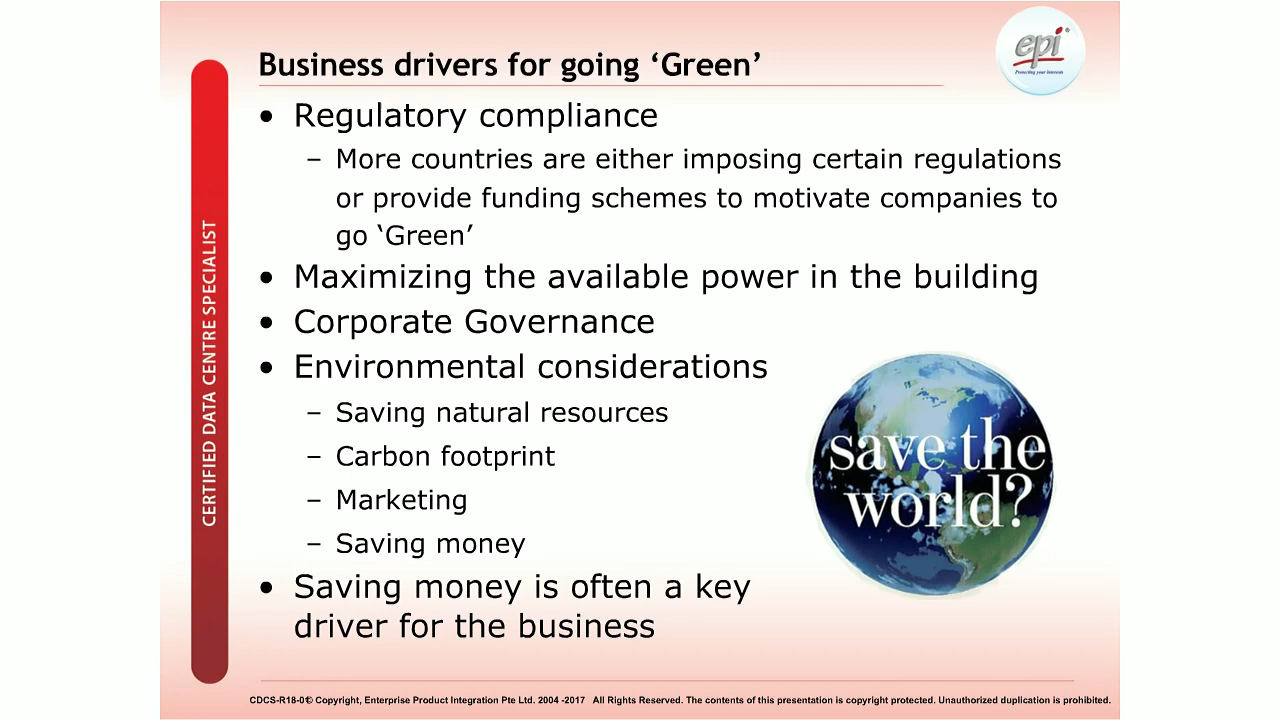 Business drivers for going ‘Green’
epi®
Protecting your interests
• Regulatory compliance
– More countries are either imposing certain regulations
or provide funding schemes to motivate companies to
go ‘Green’
• Maximizing the available power in the building
• Corporate Governance
• Environmental considerations
– Saving natural resources
– Carbon footprint
– Marketing
– Saving money
• Saving money is often a key
driver for the business
save the
world?
CERTIFIED DATA CENTRE SPECIALIST
CDCS-R18-01© Copyright, Enterprise Product Integration Pte Ltd. 2004 -2017 All Rights Reserved. The contents of this presentation is copyright protected. Unauthorized duplication is prohibited.